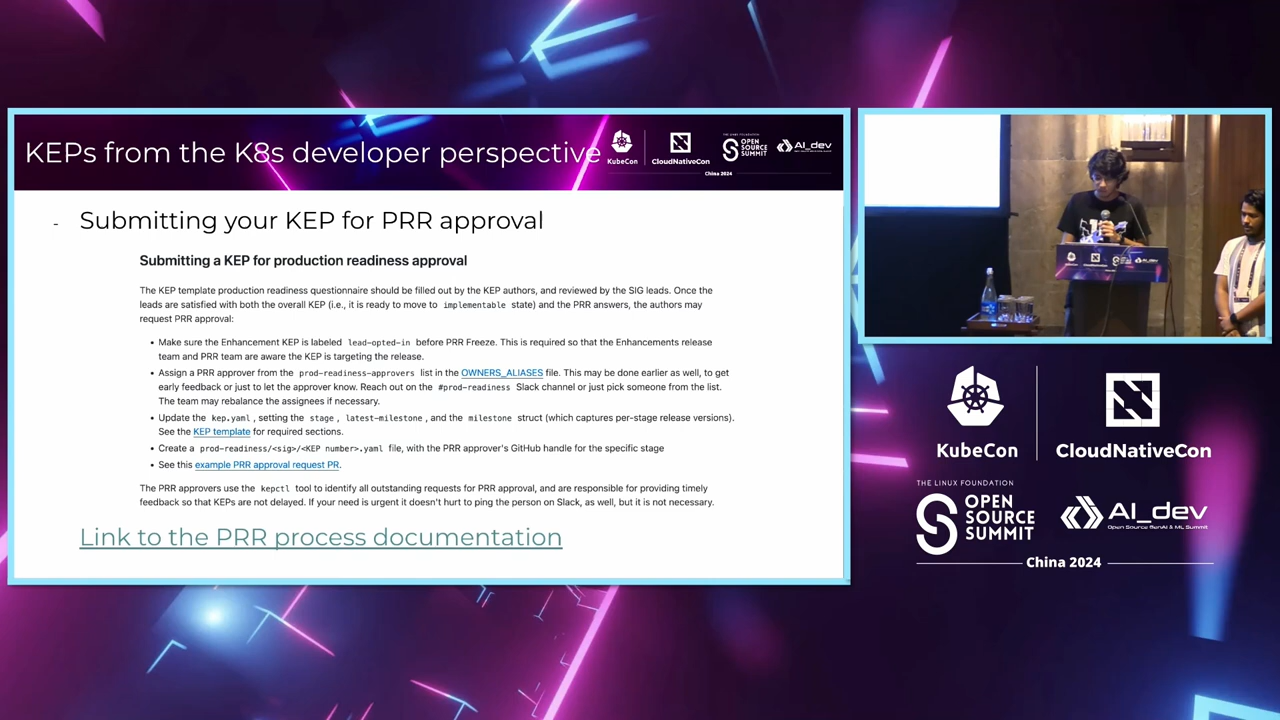 KEPs from the K8s developer perspective
KubeCon
CloudNativeCon
THE LINUX FOUNDATION
OPEN
SOURCE
SUMMIT
AI_dev
China 2024
- Submitting your KEP for PRR approval
Submitting a KEP for production readiness approval
The KEP template production readiness questionnaire should be filled out by the KEP authors, and reviewed by the SIG leads. Once the
leads are satisfied with both the overall KEP (i.e., it is ready to move to implementable state) and the PRR answers, the authors may
request PRR approval:
• Make sure the Enhancement KEP is labeled lead-opted-in before PRR Freeze. This is required so that the Enhancements release
team and PRR team are aware the KEP is targeting the release.
• Assign a PRR approver from the prod-readiness-approvers list in the OWNERS_ALIASES file. This may be done earlier as well, to get
early feedback or just to let the approver know. Reach out on the #prod-readiness Slack channel or just pick someone from the list.
The team may rebalance the assignees if necessary.
• Update the kep.yaml, setting the stage, latest-milestone, and the milestone struct (which captures per-stage release versions).
See the KEP template for required sections.
• Create a prod-readiness/<sig>/<KEP number>.yaml file, with the PRR approver's GitHub handle for the specific stage
• See this example PRR approval request PR.
The PRR approvers use the kepctl tool to identify all outstanding requests for PRR approval, and are responsible for providing timely
feedback so that KEPs are not delayed. If your need is urgent it doesn't hurt to ping the person on Slack, as well, but it is not necessary.
Link to the PRR process documentation
KubeCon
CloudNativeCon
THE LINUX FOUNDATION
OPEN
SOURCE
SUMMIT
AI_dev
Open Source GenAI & ML Summit
China 2024